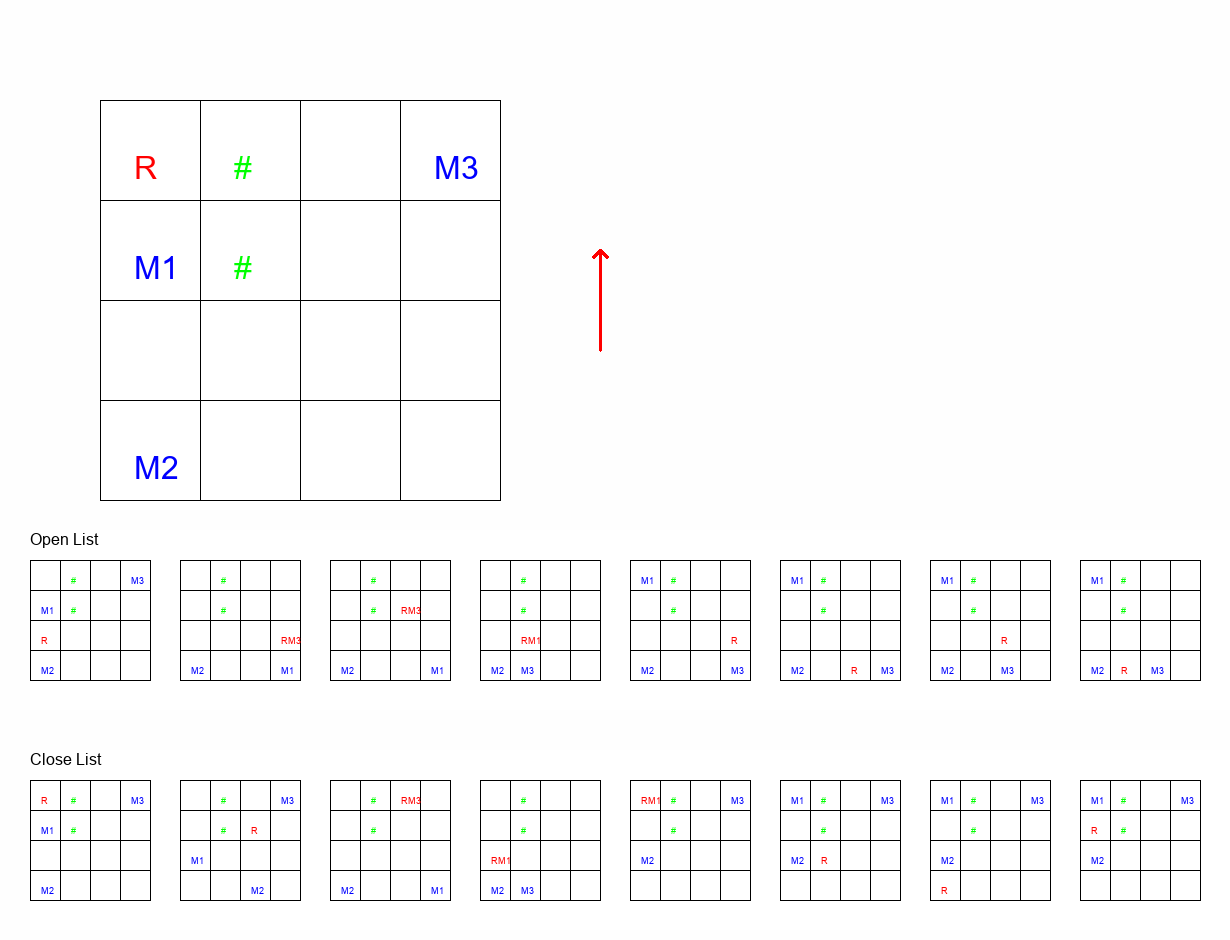 R # M3
M1 #
M2
Open List
# M3 # # # M1 # M1 # M1 # M1 #
M1 # # # RM3 # # # # #
R RM3 RM1 R R
M2 M2 M1 M2 M1 M2 M3 M2 M3 M2 R M3 M2 M3 M2 R M3
Close List
R # M3 # M3 # RM3 # RM1 # M3 M1 # M3 M1 # M3 M1 # M3
M1 # # R # # # # # R #
M1 RM1 M2 M2 R M2 M2
M2 M2 M2 M1 M2 M3 R